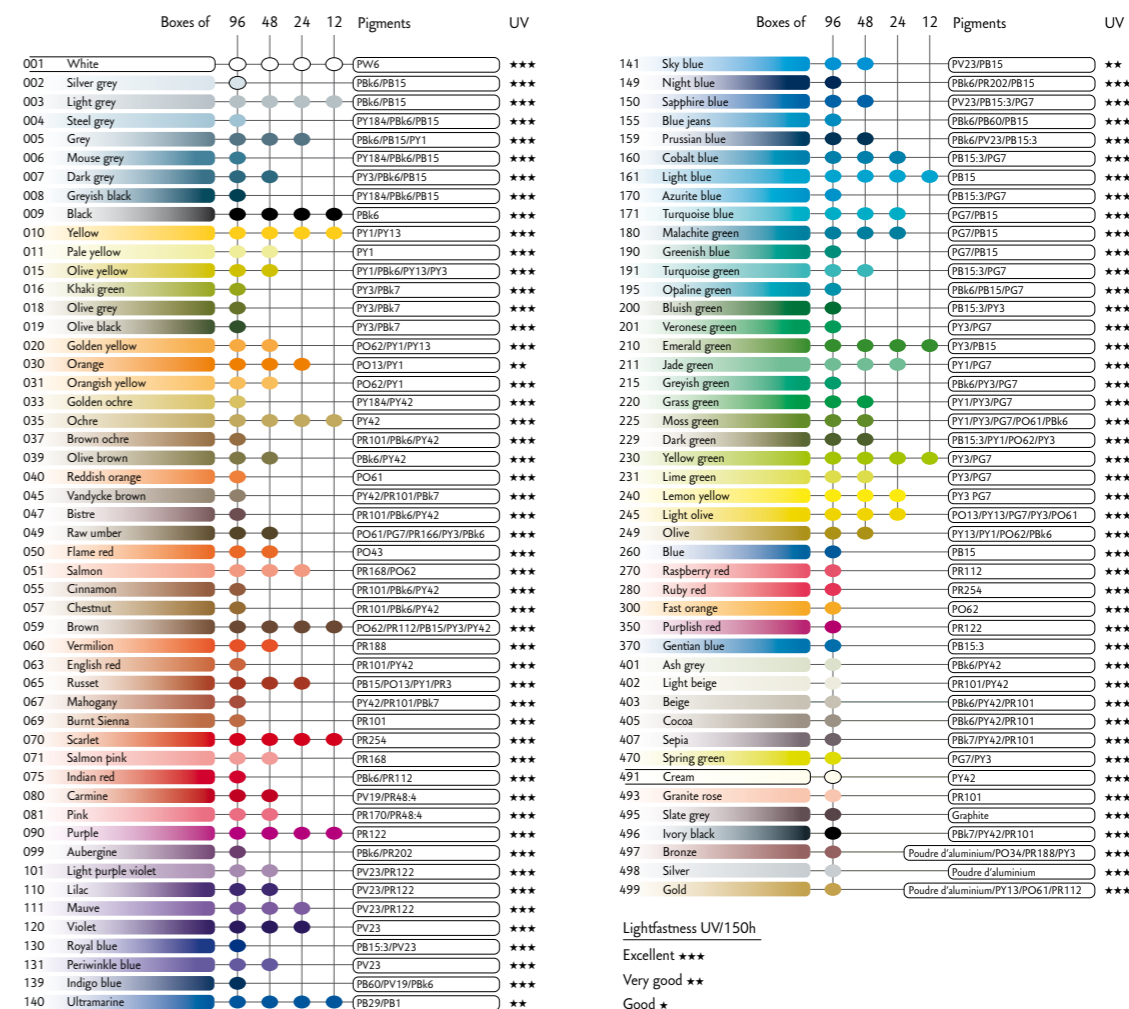 Boxes of 96 48 24 12 Pigments UV
001 White PW6 ★★★
002 Silver grey PBk6/PB15 ★★★
003 Light grey PBk6/PB15 ★★★
004 Steel grey PY184/PBk6/PB15 ★★★
005 Grey PBk6/PB15/PY1 ★★★
006 Mouse grey PY184/PBk6/PB15 ★★★
007 Dark grey PY3/PBk6/PB15 ★★★
008 Greyish black PY184/PBk6/PB15 ★★★
009 Black PBk6 ★★★
010 Yellow PY1/PY13 ★★★
011 Pale yellow PY1 ★★★
015 Olive yellow PY1/PBk6/PY13/PY3 ★★★
016 Khaki green PY3/PBk7 ★★★
018 Olive grey PY3/PBk7 ★★★
019 Olive black PY3/PBk7 ★★★
020 Golden yellow PO62/PY1/PY13 ★★★
030 Orange PO13/PY1 ★★
031 Orangish yellow PO62/PY1 ★★★
033 Golden ochre PY184/PY42 ★★★
035 Ochre PY42 ★★★
037 Brown ochre PR101/PBk6/PY42 ★★★
039 Olive brown PBk6/PY42 ★★★
040 Reddish orange PO61 ★★★
045 Vandycke brown PY42/PR101/PBk7 ★★★
047 Bistre PR101/PBk6/PY42 ★★★
049 Raw umber PO61/PG7/PR166/PY3/PBk6 ★★★
050 Flame red PO43 ★★★
051 Salmon PR168/PO62 ★★★
055 Cinnamon PR101/PBk6/PY42 ★★★
057 Chestnut PR101/PBk6/PY42 ★★★
059 Brown PO62/PR112/PB15/PY3/PY42 ★★★
060 Vermilion PR188 ★★★
063 English red PR101/PY42 ★★★
065 Russet PB15/PO13/PY1/PR3 ★★★
067 Mahogany PY42/PR101/PBk7 ★★★
069 Burnt Sienna PR101 ★★★
070 Scarlet PR254 ★★★
071 Salmon pink PR168 ★★★
075 Indian red PBk6/PR112 ★★★
080 Carmine PV19/PR48:4 ★★★
081 Pink PR170/PR48:4 ★★★
090 Purple PR122 ★★★
099 Aubergine PBk6/PR202 ★★★
101 Light purple violet PV23/PR122 ★★★
110 Lilac PV23/PR122 ★★★
111 Mauve PV23/PR122 ★★★
120 Violet PV23 ★★★
130 Royal blue PB15:3/PV23 ★★★
131 Periwinkle blue PV23 ★★★
139 Indigo blue PB60/PV19/PBk6 ★★★
140 Ultramarine PB29/PB1 ★★
Boxes of 96 48 24 12 Pigments UV
141 Sky blue PV23/PB15 ★★
149 Night blue PBk6/PR202/PB15 ★★★
150 Sapphire blue PV23/PB15:3/PG7 ★★★
155 Blue jeans PBk6/PB60/PB15 ★★★
159 Prussian blue PBk6/PV23/PB15:3 ★★★
160 Cobalt blue PB15:3/PG7 ★★★
161 Light blue PB15 ★★★
170 Azurite blue PB15:3/PG7 ★★★
171 Turquoise blue PG7/PB15 ★★★
180 Malachite green PG7/PB15 ★★★
190 Greenish blue PG7/PB15 ★★★
191 Turquoise green PB15:3/PG7 ★★★
195 Opaline green PBk6/PB15/PG7 ★★★
200 Bluish green PB15:3/PY3 ★★★
201 Veronese green PY3/PG7 ★★★
210 Emerald green PY3/PB15 ★★★
211 Jade green PY1/PG7 ★★★
215 Greyish green PBk6/PY3/PG7 ★★★
220 Grass green PY1/PY3/PG7 ★★★
225 Moss green PY1/PY3/PG7/PO61/PBk6 ★★★
229 Dark green PB15:3/PY1/PO62/PY3 ★★★
230 Yellow green PY3/PG7 ★★★
231 Lime green PY3/PG7 ★★★
240 Lemon yellow PY3 PG7 ★★★
245 Light olive PO13/PY13/PG7/PY3/PO61 ★★★
249 Olive PY13/PY1/PO62/PBk6 ★★★
260 Blue PB15 ★★★
270 Raspberry red PR112 ★★★
280 Ruby red PR254 ★★★
300 Fast orange PO62 ★★★
350 Purplish red PR122 ★★★
370 Gentian blue PB15:3 ★★★
401 Ash grey PBk6/PY42 ★★★
402 Light beige PR101/PY42 ★★★
403 Beige PBk6/PY42/PR101 ★★★
405 Cocoa PBk6/PY42/PR101 ★★★
407 Sepia PBk7/PY42/PR101 ★★★
470 Spring green PG7/PY3 ★★★
491 Cream PY42 ★★★
493 Granite rose PR101 ★★★
495 Slate grey Graphite ★★★
496 Ivory black PBk7/PY42/PR101 ★★★
497 Bronze Poudre d'aluminium/PO34/PR188/PY3 ★★★
498 Silver Poudre d'aluminium ★★★
499 Gold Poudre d'aluminium/PY13/PO61/PR112 ★★★
Lightfastness UV/150h
Excellent ★★★
Very good ★★
Good ★